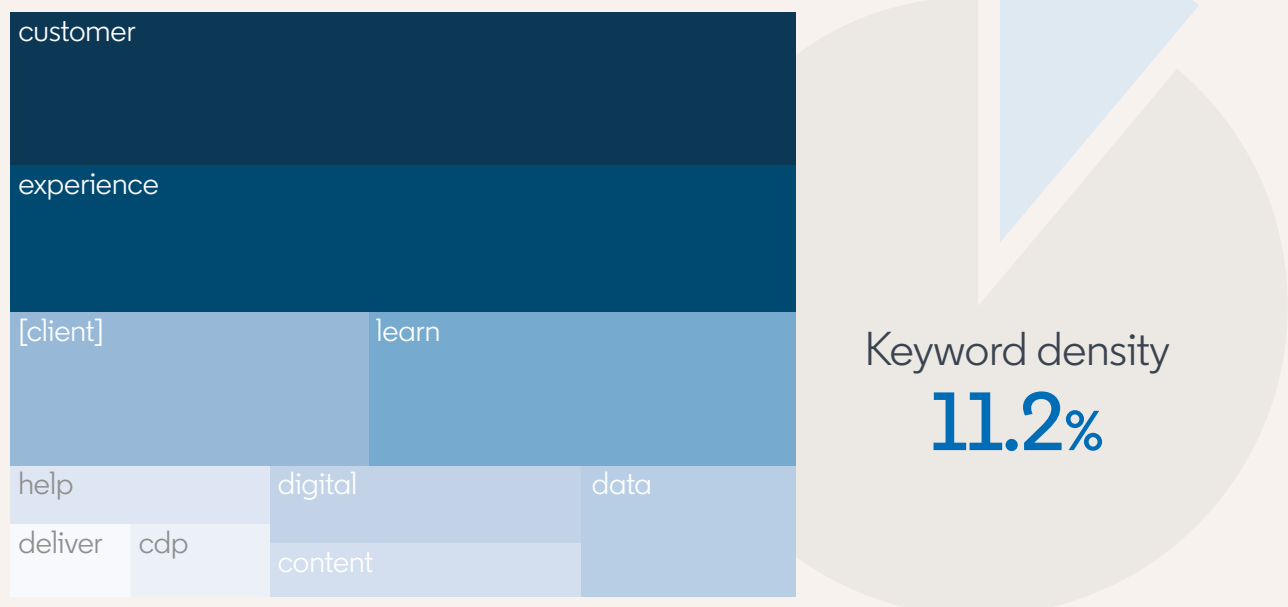 customer
experience
[client]
learn
help
digital
data
deliver
cdp
content
Keyword density
11.2%